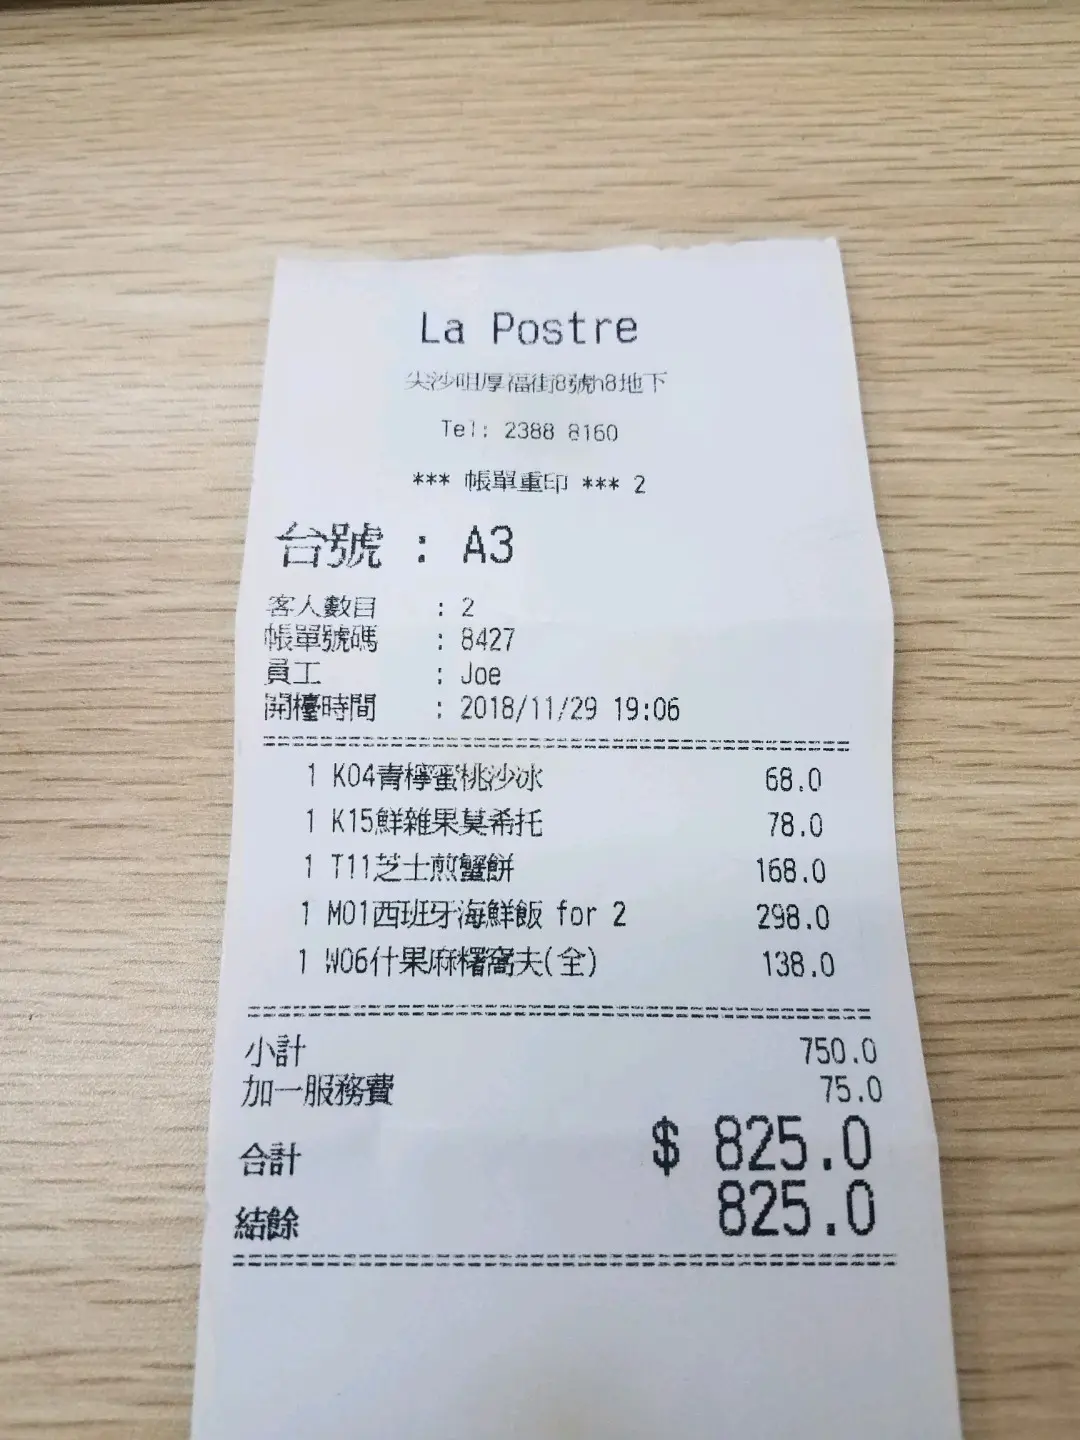 La Postre
尖沙咀厚福街8號h8地下
Tel: 2388 8160
*** 帳單重印 *** 2
台號 : A3
客人數目 : 2
帳單號碼 : 8427
員工 : Joe
開檯時間 : 2018/11/29 19:06
1 K04青檸蜜桃沙冰 68.0
1 K15鮮雜果莫希托 78.0
1 T11芝士煎蟹餅 168.0
1 M01西班牙海鮮飯 for 2 298.0
1 W06什果麻糬窩夫(全) 138.0
小計 750.0
加一服務費 75.0
合計 $ 825.0
結餘 825.0